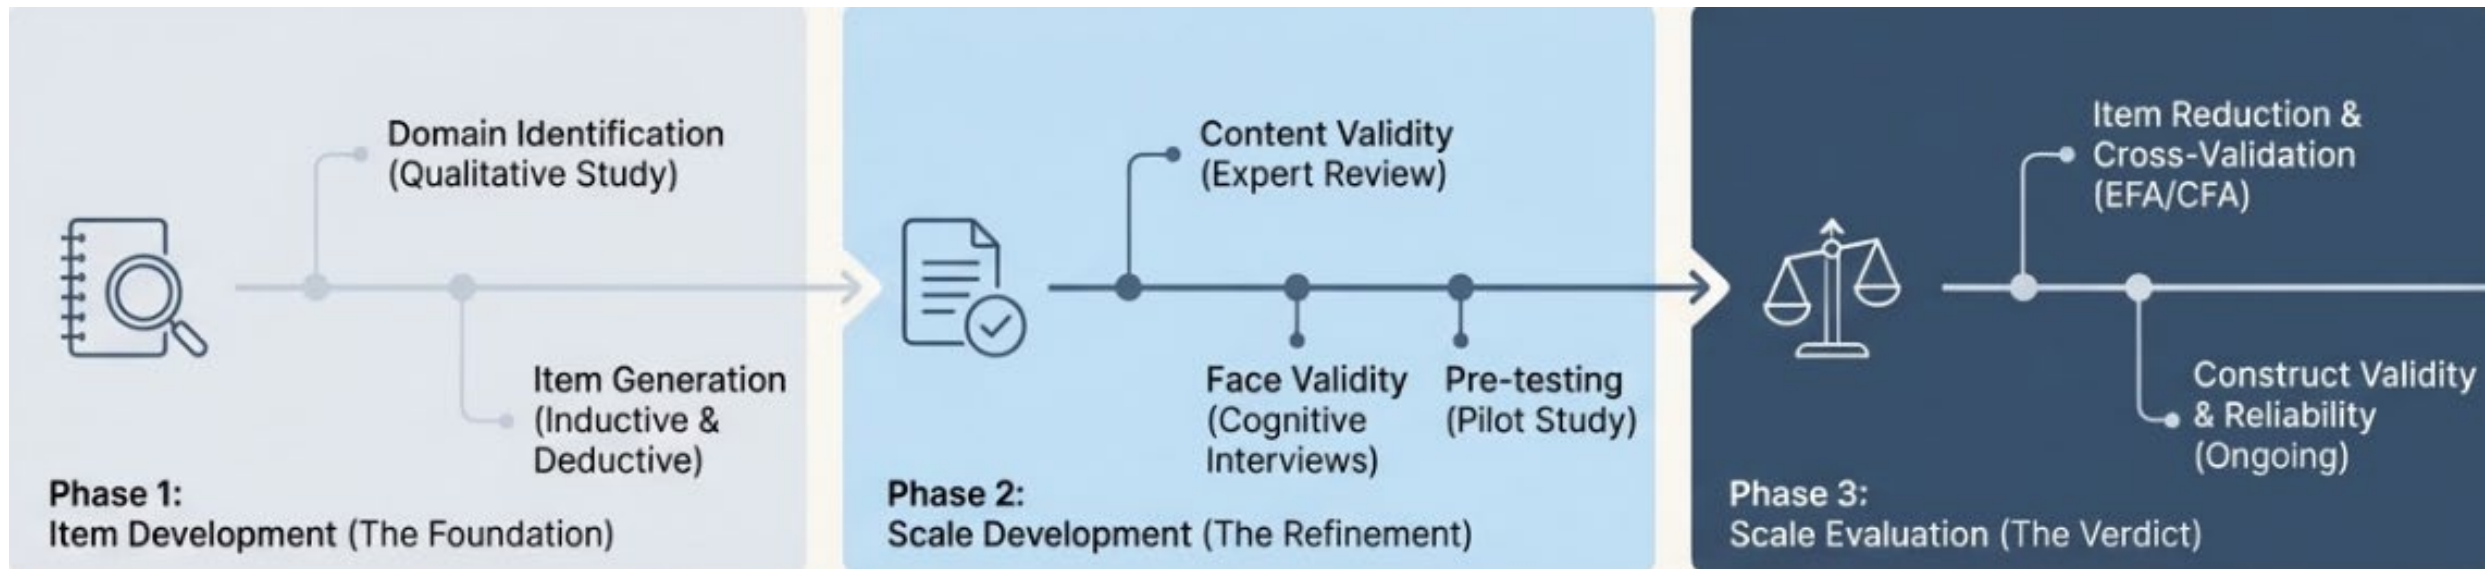 Domain Identification
(Qualitative Study)
Item Generation
(Inductive &
Deductive)
Phase 1:
Item Development (The Foundation)
Content Validity
(Expert Review)
Face Validity
(Cognitive
Interviews)
Pre-testing
(Pilot Study)
Phase 2:
Scale Development (The Refinement)
Item Reduction &
Cross-Validation
(EFA/CFA)
Construct Validity
& Reliability
(Ongoing)
Phase 3:
Scale Evaluation (The Verdict)